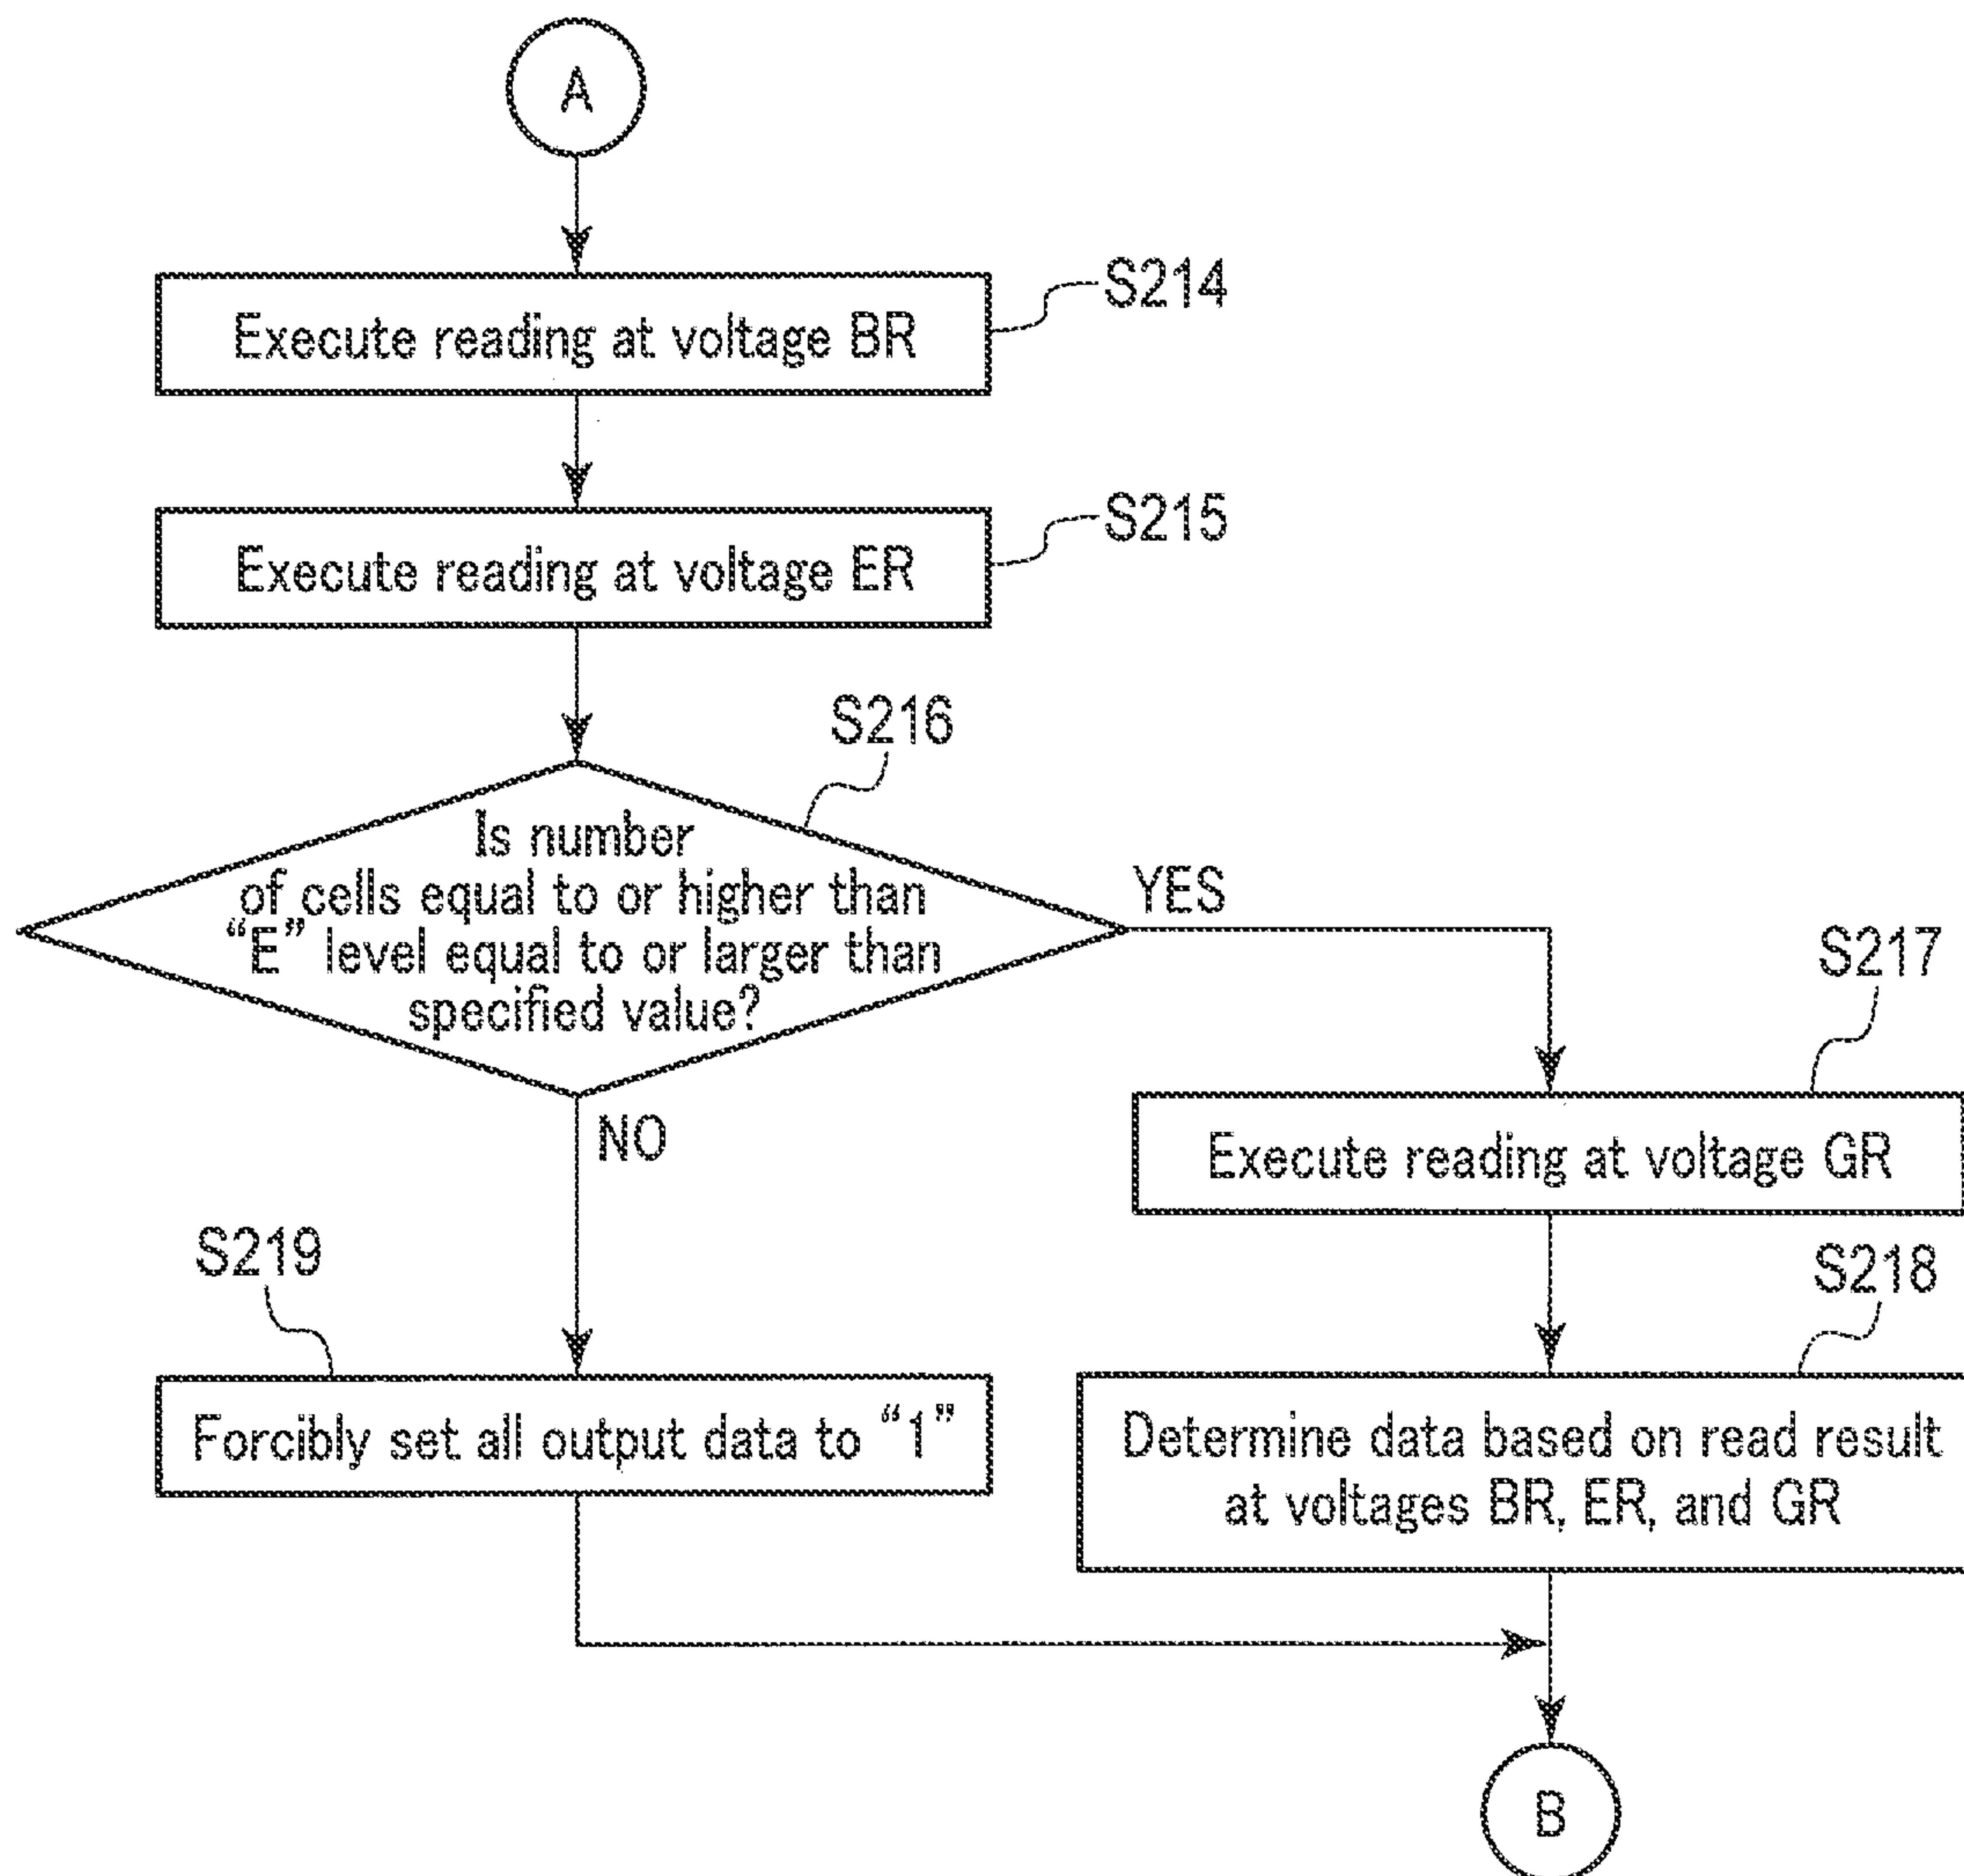 A
S214
Execute reading at voltage BR
S215
Execute reading at voltage ER
S216
Is number
of cells equal to or higher than
“E” level equal to or larger than
specified value?
YES
NO
S217
Execute reading at voltage GR
S219
Forcibly set all output data to “1”
S218
Determine data based on read result
at voltages BR, ER, and GR
B